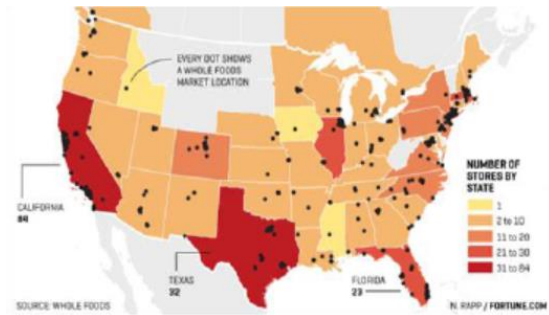 EVERY DOT SHOWS
A WHOLE FOODS
MARKET LOCATION
NUMBER OF
STORES BY
STATE
1
2 to 10
11 to 20
21 to 30
31 to 84
CALIFORNIA
84
TEXAS
32
FLORIDA
23
SOURCE: WHOLE FOODS
N. RAPP / FORTUNE.COM